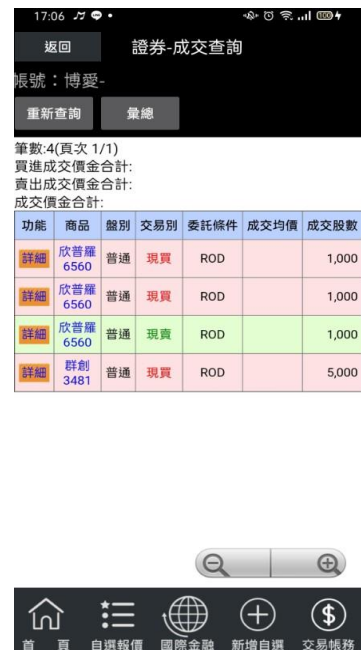 17:06
返回
證券-成交查詢
帳號：博愛-
重新查詢
彙總
筆數:4(頁次 1/1)
買進成交價金合計:
賣出成交價金合計:
成交價金合計:
功能 商品 盤別 交易別 委託條件 成交均價 成交股數
詳細 欣普羅 6560 普通 現買 ROD 1,000
詳細 欣普羅 6560 普通 現買 ROD 1,000
詳細 欣普羅 6560 普通 現賣 ROD 1,000
詳細 群創 3481 普通 現買 ROD 5,000
首 頁 自選報價 國際金融 新增自選 交易帳務